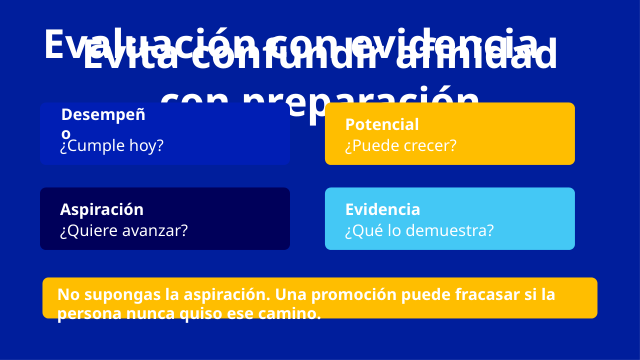 Evaluación con evidencia
Evita confundir afinidad
con preparación
Desempeñ
o
¿Cumple hoy?
Potencial
¿Puede crecer?
Aspiración
¿Quiere avanzar?
Evidencia
¿Qué lo demuestra?
No supongas la aspiración. Una promoción puede fracasar si la
persona nunca quiso ese camino.